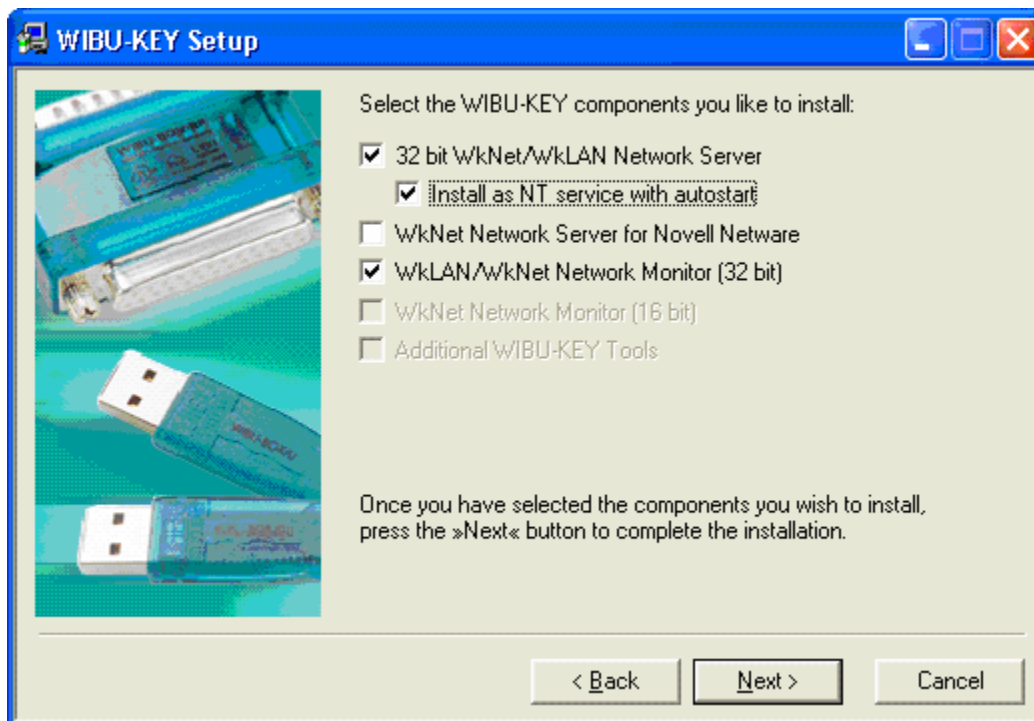 WIBU-KEY Setup
Select the WIBU-KEY components you like to install:
32 bit WkNet/WkLAN Network Server
Install as NT service with autostart
WkNet Network Server for Novell Netware
WkLAN/WkNet Network Monitor (32 bit)
WkNet Network Monitor (16 bit)
Additional WIBU-KEY Tools
Once you have selected the components you wish to install,
press the »Next« button to complete the installation.
< Back
Next >
Cancel